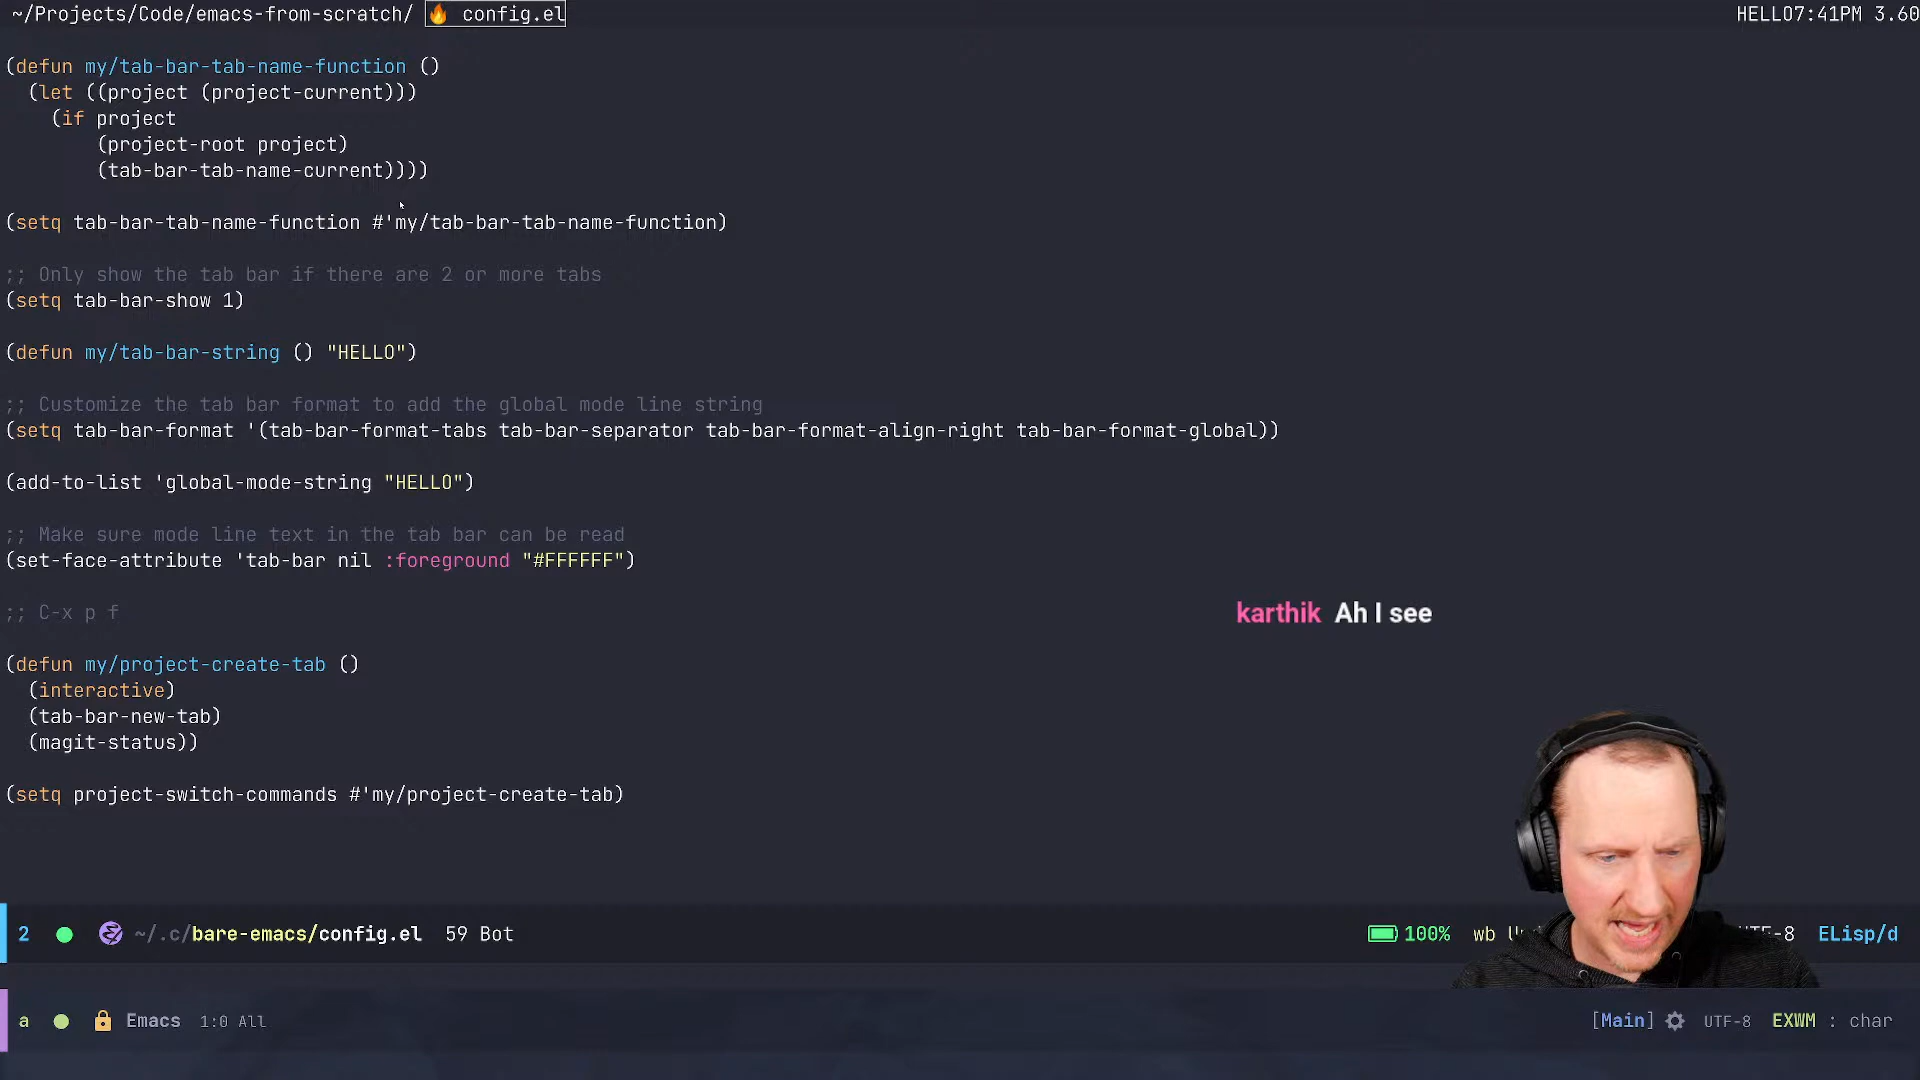 ~/Projects/Code/emacs-from-scratch/ 🔥 config.el HELLO7:41PM 3.60
(defun my/tab-bar-tab-name-function ()
  (let ((project (project-current)))
    (if project
        (project-root project)
        (tab-bar-tab-name-current))))
(setq tab-bar-tab-name-function #'my/tab-bar-tab-name-function)
;; Only show the tab bar if there are 2 or more tabs
(setq tab-bar-show 1)
(defun my/tab-bar-string () "HELLO")
;; Customize the tab bar format to add the global mode line string
(setq tab-bar-format '(tab-bar-format-tabs tab-bar-separator tab-bar-format-align-right tab-bar-format-global))
(add-to-list 'global-mode-string "HELLO")
;; Make sure mode line text in the tab bar can be read
(set-face-attribute 'tab-bar nil :foreground "#FFFFFF")
;; C-x p f
karthik Ah I see
(defun my/project-create-tab ()
  (interactive)
  (tab-bar-new-tab)
  (magit-status))
(setq project-switch-commands #'my/project-create-tab)
2 ~/.c/bare-emacs/config.el 59 Bot 100% wb ELisp/d
a Emacs 1:0 All [Main] UTF-8 EXWM : char